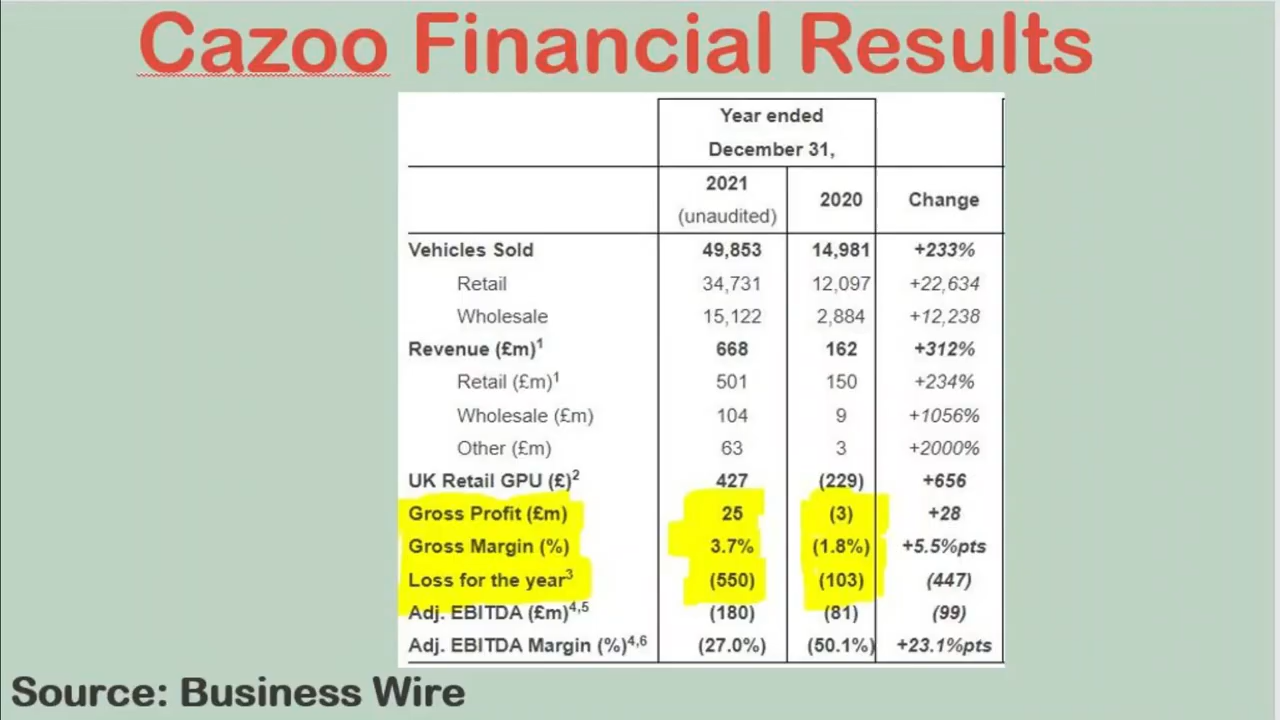 Cazoo Financial Results
Year ended
December 31,
2021
(unaudited) 2020 Change
Vehicles Sold 49,853 14,981 +233%
Retail 34,731 12,097 +22,634
Wholesale 15,122 2,884 +12,238
Revenue (£m)¹ 668 162 +312%
Retail (£m)¹ 501 150 +234%
Wholesale (£m) 104 9 +1056%
Other (£m) 63 3 +2000%
UK Retail GPU (£)² 427 (229) +656
Gross Profit (£m) 25 (3) +28
Gross Margin (%) 3.7% (1.8%) +5.5%pts
Loss for the year³ (550) (103) (447)
Adj. EBITDA (£m)⁴,⁵ (180) (81) (99)
Adj. EBITDA Margin (%)⁴,⁶ (27.0%) (50.1%) +23.1%pts
Source: Business Wire